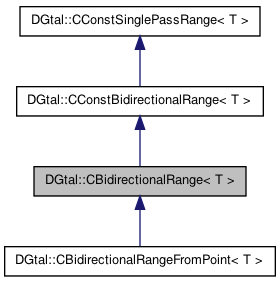 DGtal::CConstSinglePassRange< T >
DGtal::CConstBidirectionalRange< T >
DGtal::CBidirectionalRange< T >
DGtal::CBidirectionalRangeFromPoint< T >